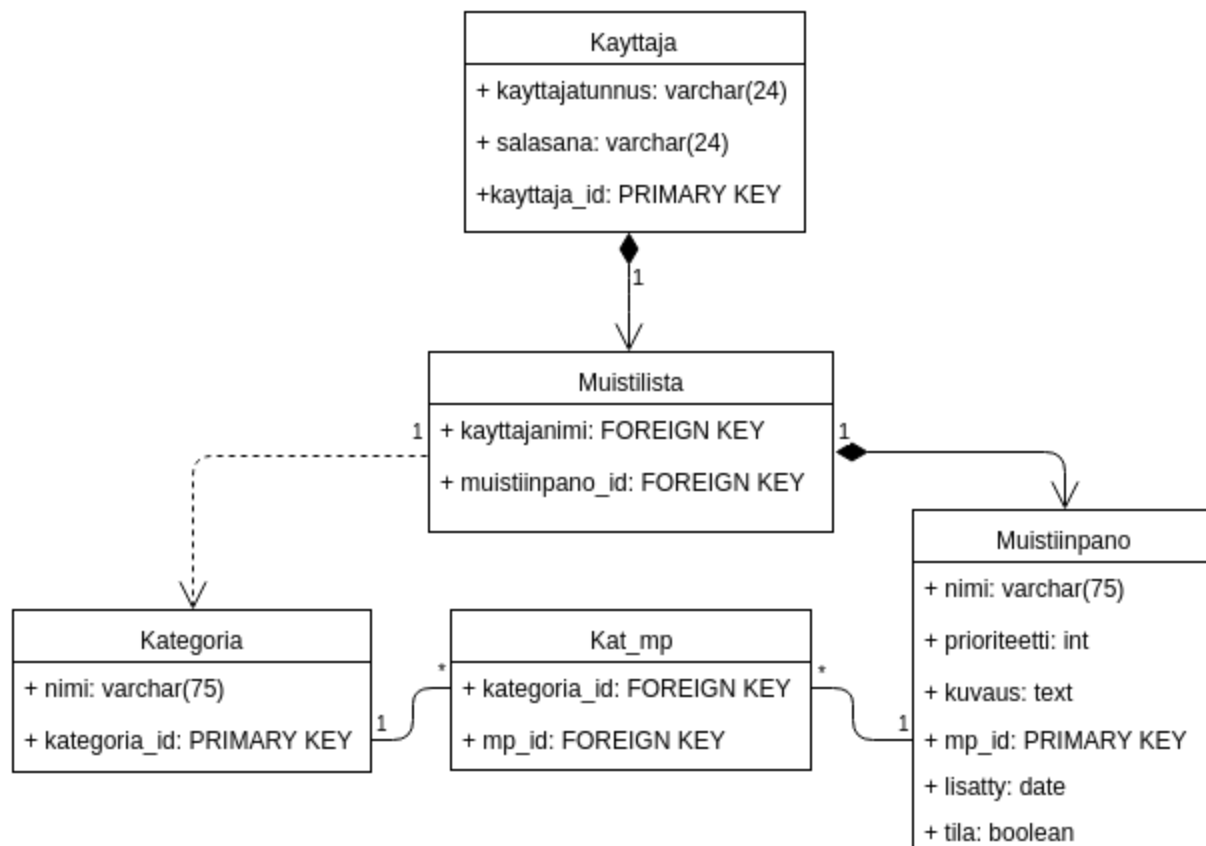 Kayttaja
+ kayttajatunnus: varchar(24)
+ salasana: varchar(24)
+kayttaja_id: PRIMARY KEY
1
Muistilista
+ kayttajanimi: FOREIGN KEY
+ muistiinpano_id: FOREIGN KEY
1
1
Muistiinpano
+ nimi: varchar(75)
+ prioriteetti: int
+ kuvaus: text
+ mp_id: PRIMARY KEY
+ lisatty: date
+ tila: boolean
Kategoria
+ nimi: varchar(75)
+ kategoria_id: PRIMARY KEY
1
*
Kat_mp
+ kategoria_id: FOREIGN KEY
+ mp_id: FOREIGN KEY
*
1